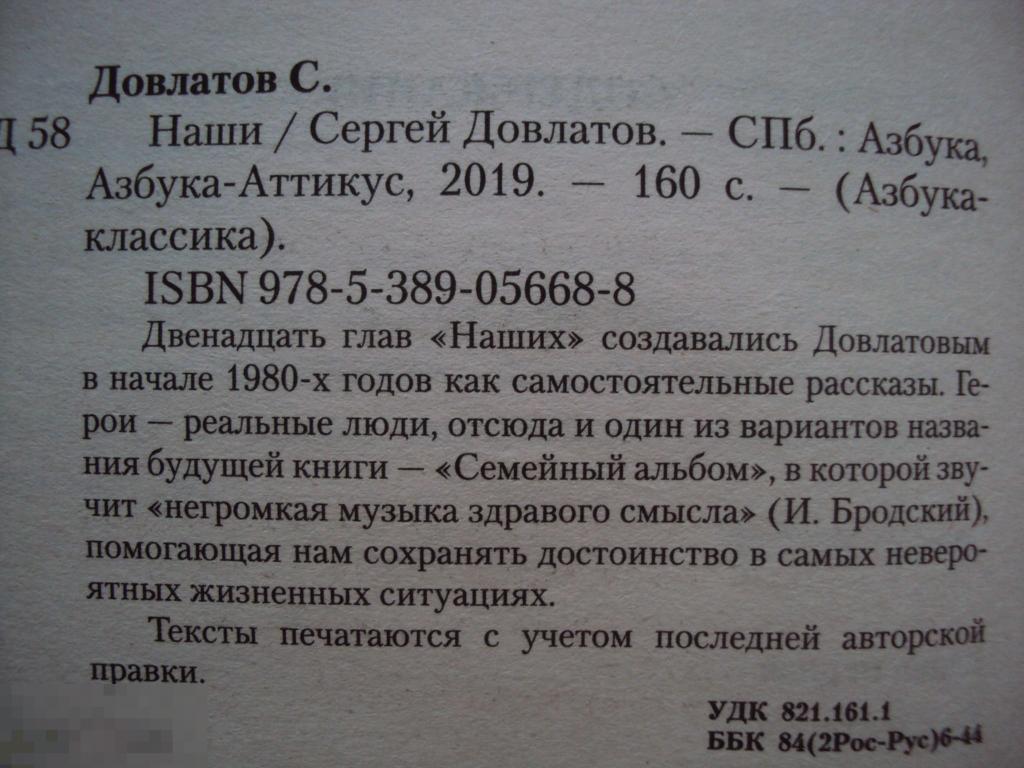 Довлатов С.
Д 58 Наши / Сергей Довлатов. — СПб. : Азбука,
Азбука-Аттикус, 2019. — 160 с. — (Азбука-
классика).
ISBN 978-5-389-05668-8
Двенадцать глав «Наших» создавались Довлатовым
в начале 1980-х годов как самостоятельные рассказы. Ге-
рои — реальные люди, отсюда и один из вариантов назва-
ния будущей книги — «Семейный альбом», в которой зву-
чит «негромкая музыка здравого смысла» (И. Бродский),
помогающая нам сохранять достоинство в самых неверо-
ятных жизненных ситуациях.
Тексты печатаются с учетом последней авторской
правки.
УДК 821.161.1
ББК 84(2Рос-Рус)6-44